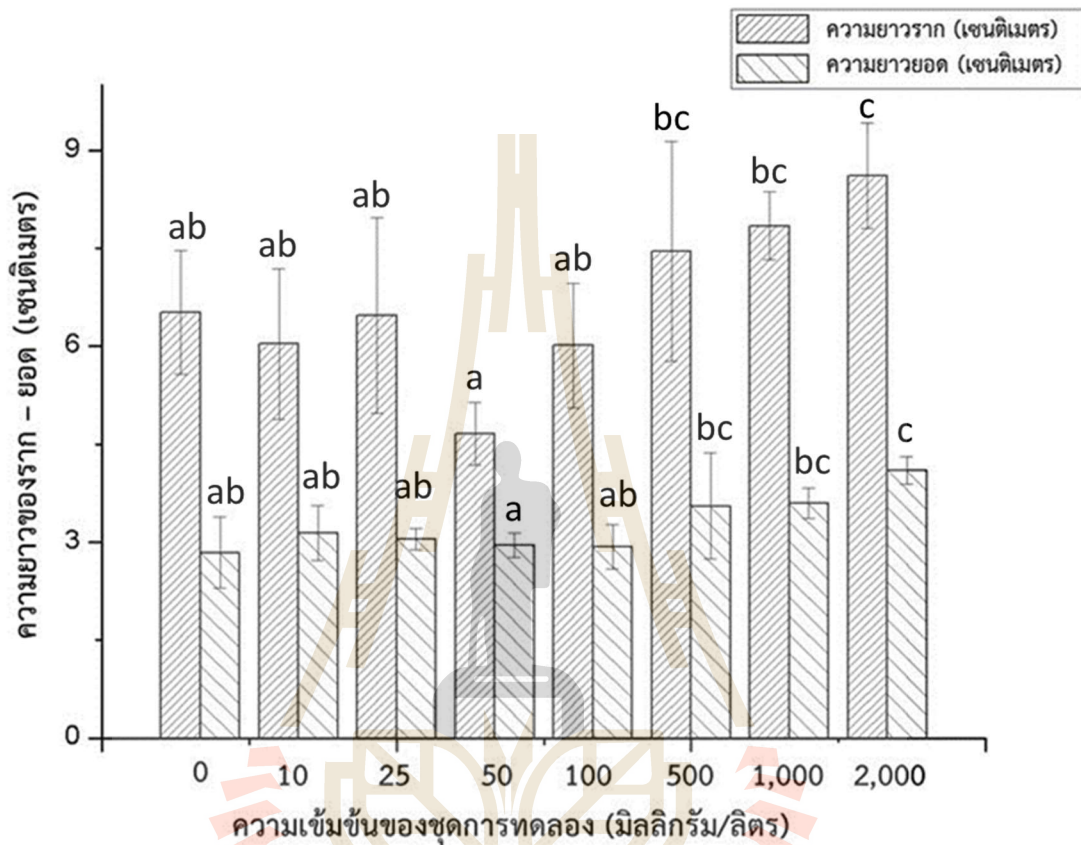 ความยาวราก (เซนติเมตร)
ความยาวยอด (เซนติเมตร)
ความยาวของราก – ยอด (เซนติเมตร)
9
6
3
0
ab
ab
ab
ab
ab
ab
a
a
ab
ab
bc
bc
bc
bc
c
c
0 10 25 50 100 500 1,000 2,000
ความเข้มข้นของชุดการทดลอง (มิลลิกรัม/ลิตร)